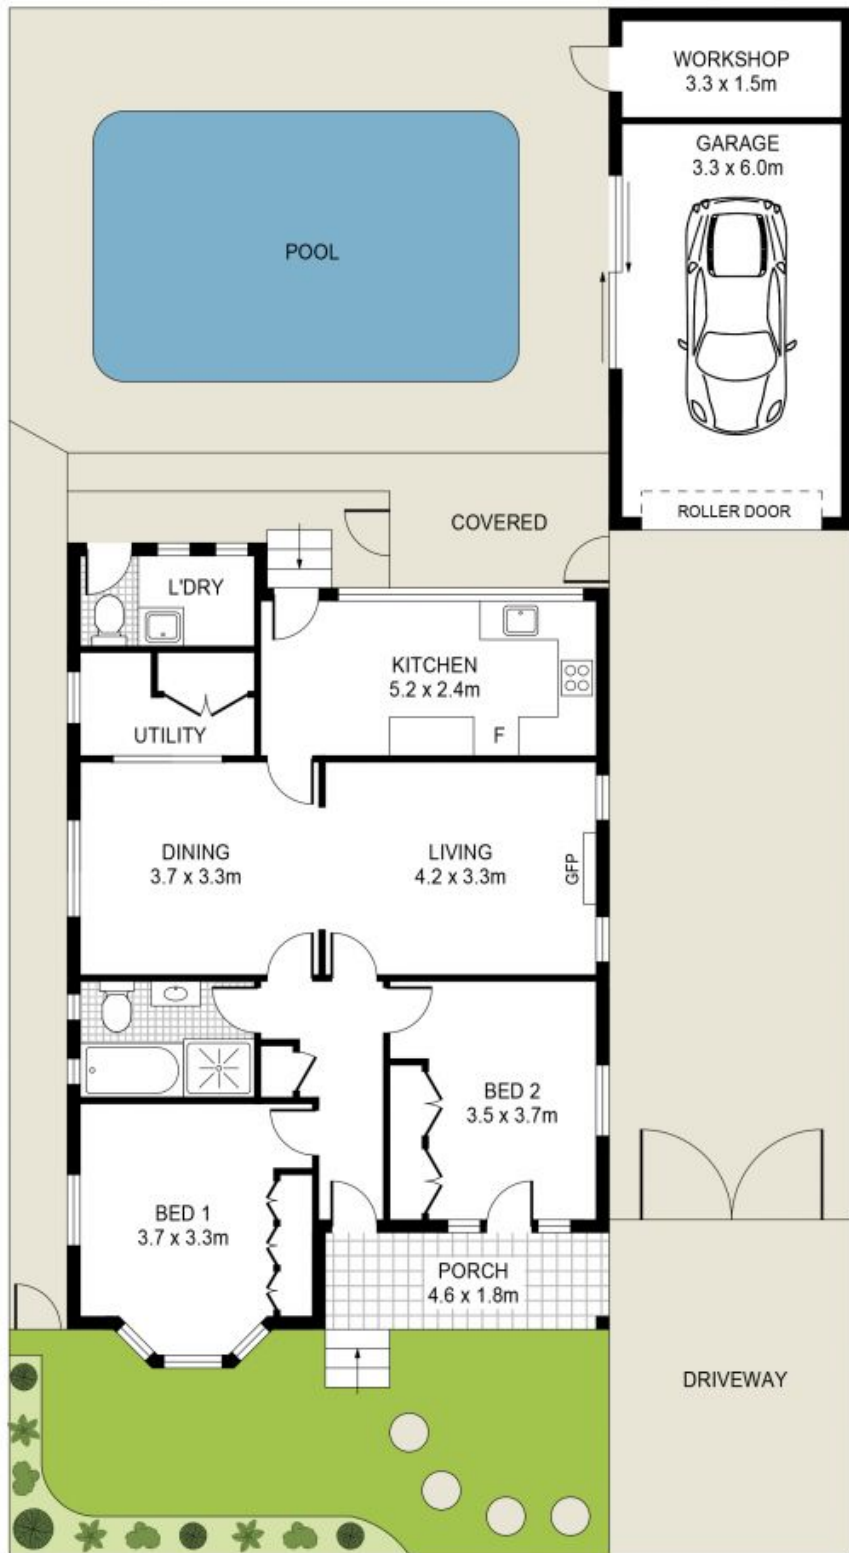 WORKSHOP
3.3 x 1.5m
GARAGE
3.3 x 6.0m
POOL
ROLLER DOOR
COVERED
L'DRY
KITCHEN
5.2 x 2.4m
UTILITY
F
DINING
3.7 x 3.3m
LIVING
4.2 x 3.3m
GFP
BED 2
3.5 x 3.7m
BED 1
3.7 x 3.3m
PORCH
4.6 x 1.8m
DRIVEWAY